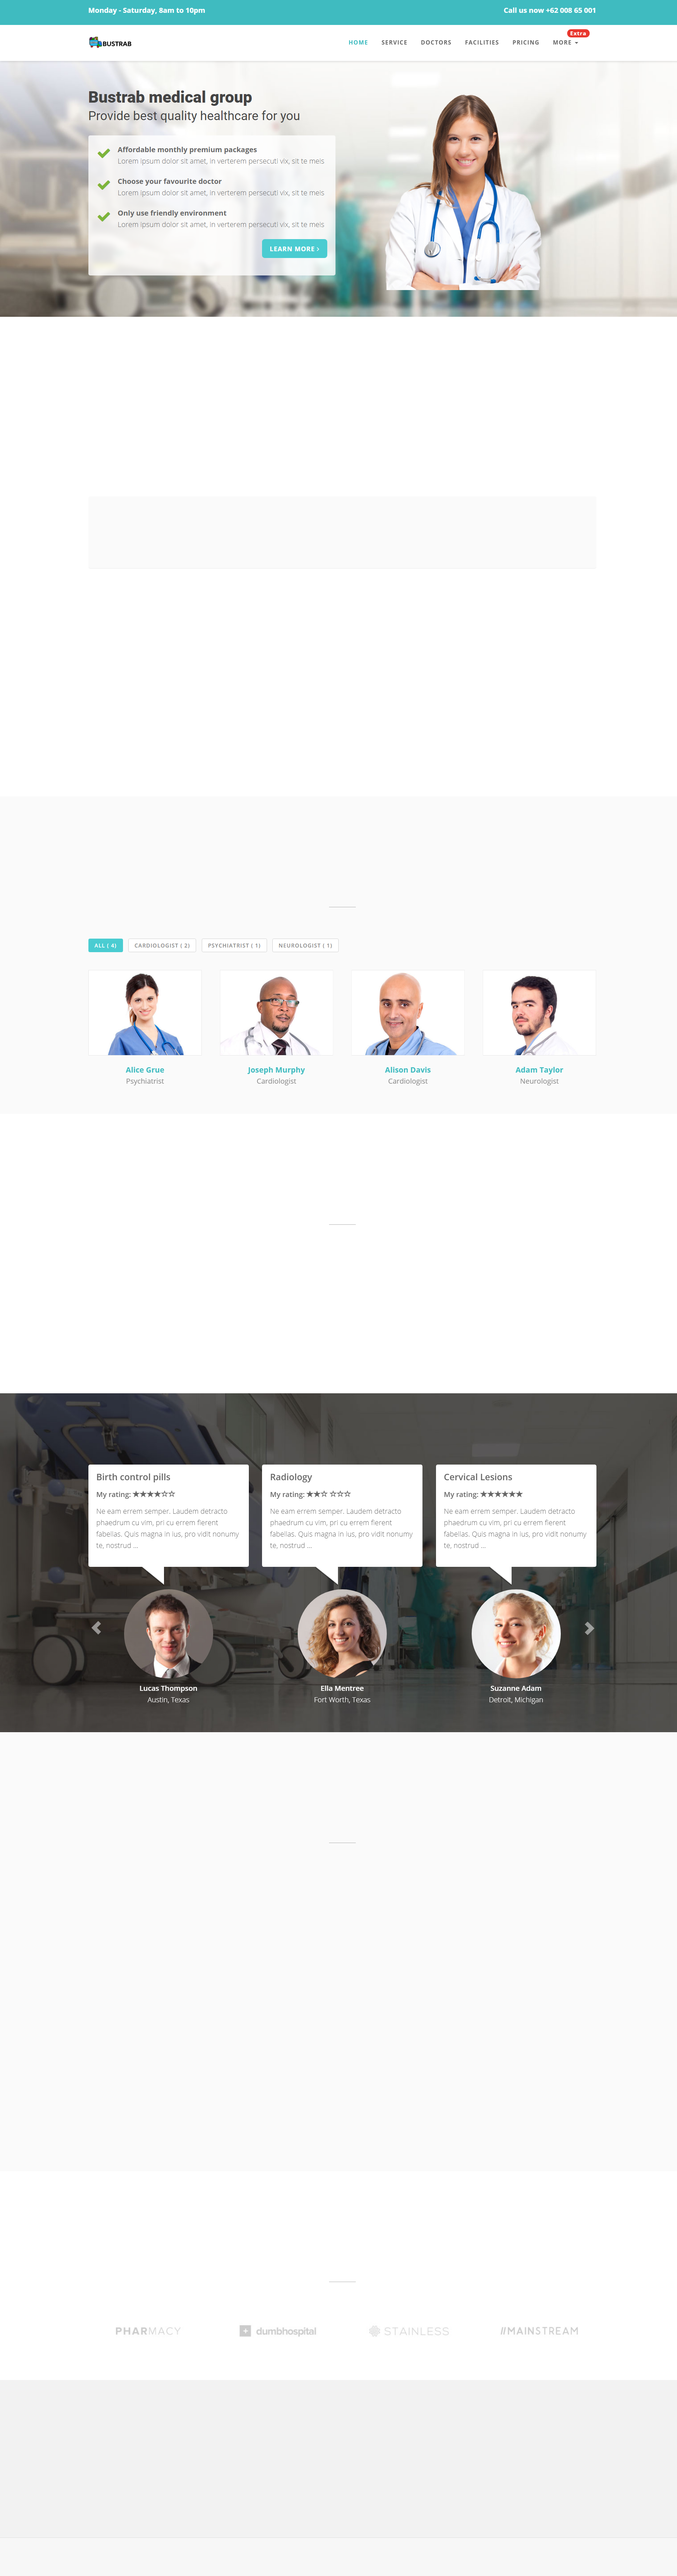 Monday - Saturday, 8am to 10pm
Call us now +62 008 65 001
BUSTRAB
HOME SERVICE DOCTORS FACILITIES PRICING MORE
Extra
Bustrab medical group
Provide best quality healthcare for you
Affordable monthly premium packages
Lorem ipsum dolor sit amet, in verterem persecuti vix, sit te meis
Choose your favourite doctor
Lorem ipsum dolor sit amet, in verterem persecuti vix, sit te meis
Only use friendly environment
Lorem ipsum dolor sit amet, in verterem persecuti vix, sit te meis
LEARN MORE ›
ALL ( 4) CARDIOLOGIST ( 2) PSYCHIATRIST ( 1) NEUROLOGIST ( 1)
Alice Grue
Psychiatrist
Joseph Murphy
Cardiologist
Alison Davis
Cardiologist
Adam Taylor
Neurologist
Birth control pills
My rating: ★★★★☆☆
Ne eam errem semper. Laudem detracto
phaedrum cu vim, pri cu errem fierent
fabellas. Quis magna in ius, pro vidit nonumy
te, nostrud ...
Lucas Thompson
Austin, Texas
Radiology
My rating: ★★☆ ☆☆☆
Ne eam errem semper. Laudem detracto
phaedrum cu vim, pri cu errem fierent
fabellas. Quis magna in ius, pro vidit nonumy
te, nostrud ...
Ella Mentree
Fort Worth, Texas
Cervical Lesions
My rating: ★★★★★★
Ne eam errem semper. Laudem detracto
phaedrum cu vim, pri cu errem fierent
fabellas. Quis magna in ius, pro vidit nonumy
te, nostrud ...
Suzanne Adam
Detroit, Michigan
PHARMACY
dumbhospital
STAINLESS
//MAINSTREAM